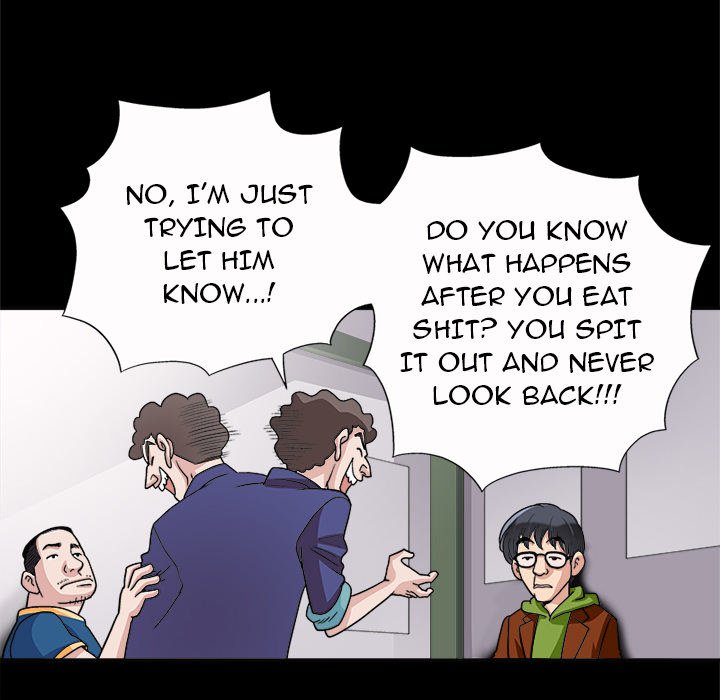 NO, I'M JUST
TRYING TO
LET HIM
KNOW...!
DO YOU KNOW
WHAT HAPPENS
AFTER YOU EAT
SHIT? YOU SPIT
IT OUT AND NEVER
LOOK BACK!!!